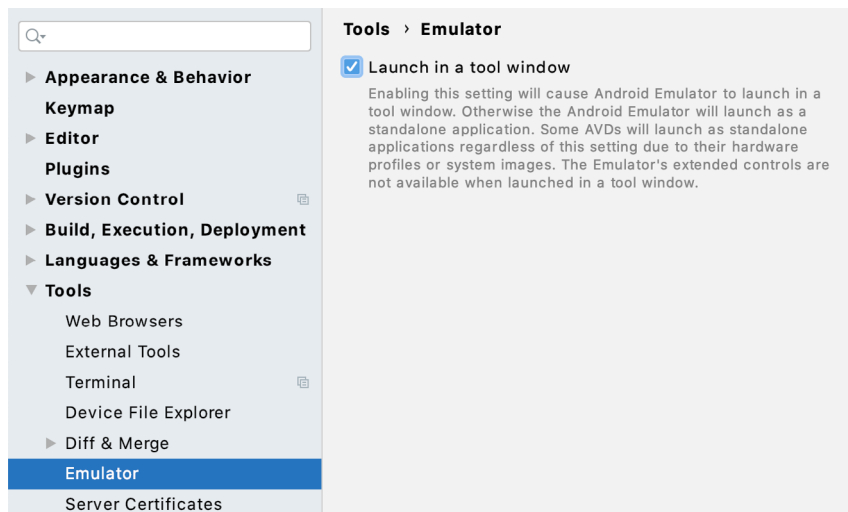 Tools › Emulator
Launch in a tool window
Enabling this setting will cause Android Emulator to launch in a
tool window. Otherwise the Android Emulator will launch as a
standalone application. Some AVDs will launch as standalone
applications regardless of this setting due to their hardware
profiles or system images. The Emulator's extended controls are
not available when launched in a tool window.
Appearance & Behavior
Keymap
Editor
Plugins
Version Control
Build, Execution, Deployment
Languages & Frameworks
Tools
Web Browsers
External Tools
Terminal
Device File Explorer
Diff & Merge
Emulator
Server Certificates